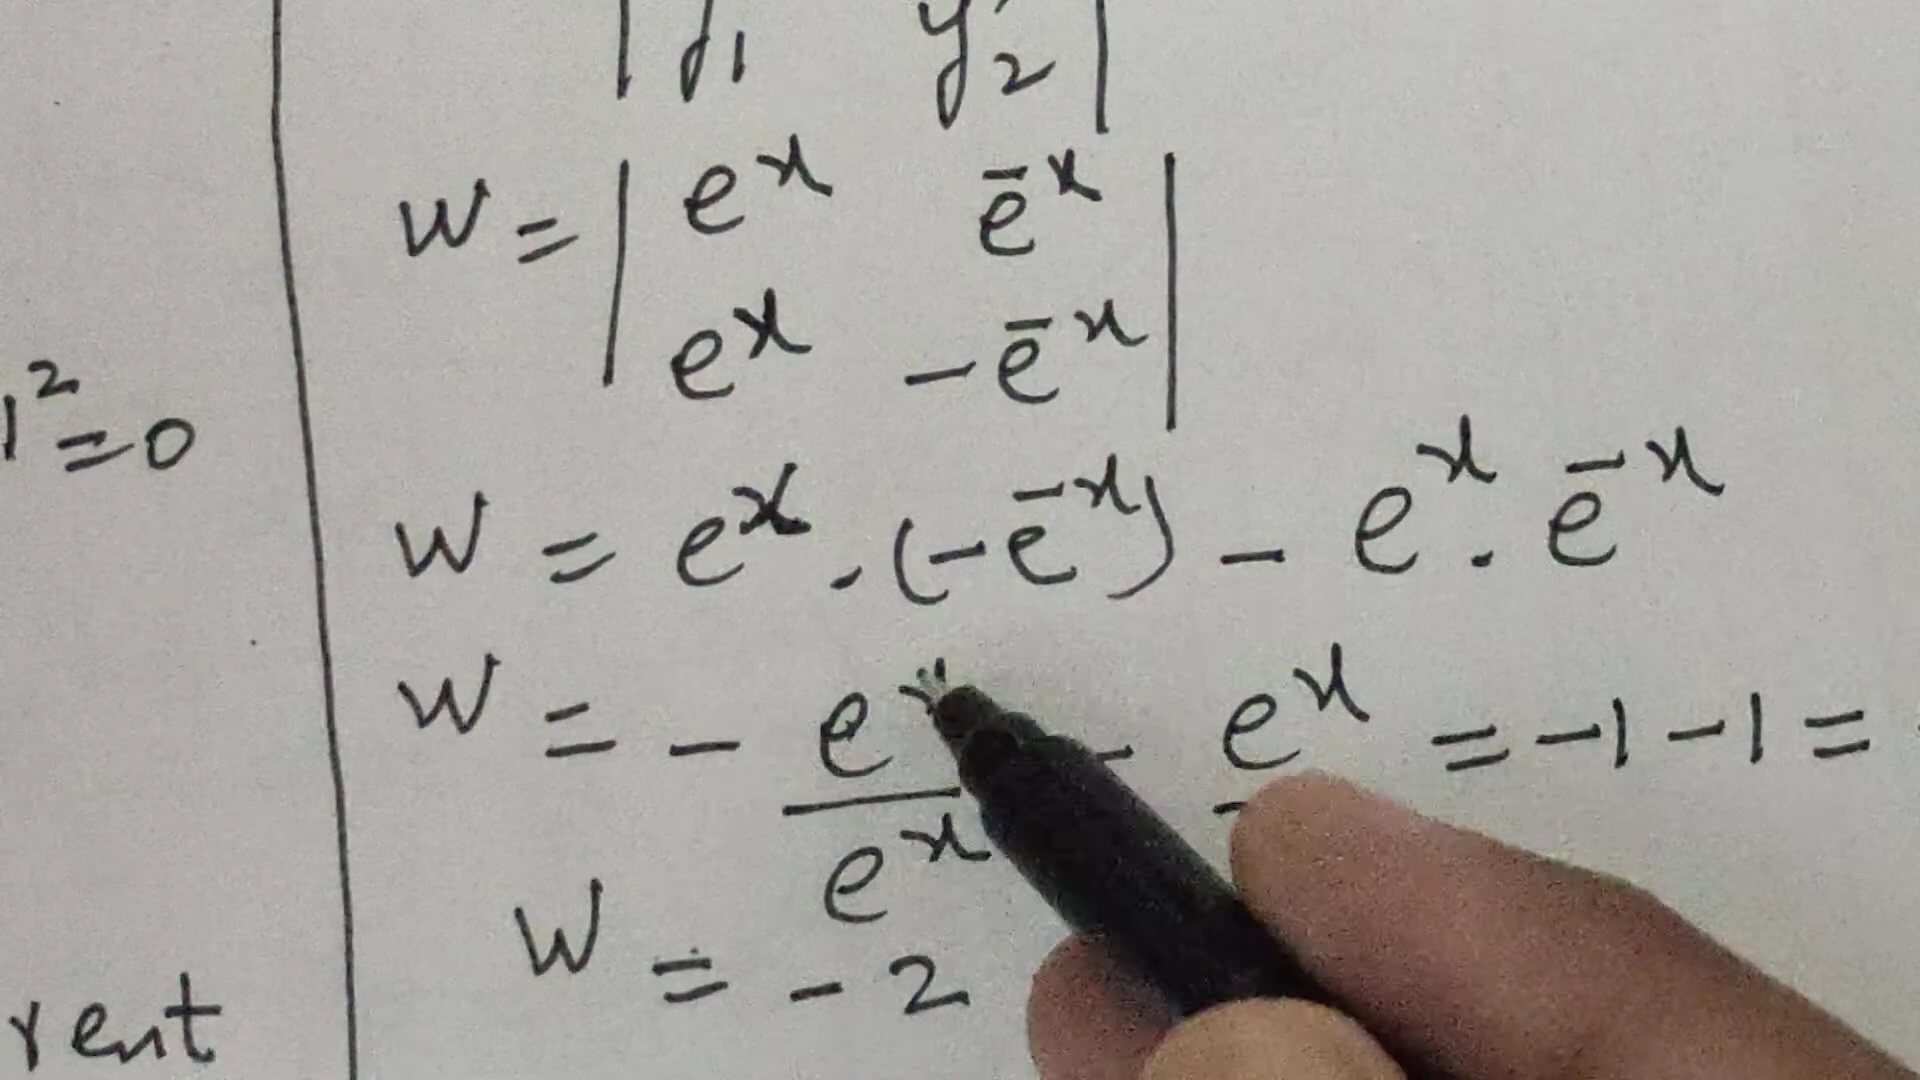 1²=0
rent
| y₁' y₂' |
W = | eˣ e⁻ˣ |
| eˣ -e⁻ˣ |
W = eˣ . (-e⁻ˣ) - eˣ . e⁻ˣ
W = - eˣ/eˣ - eˣ = -1 -1 =
W = -2